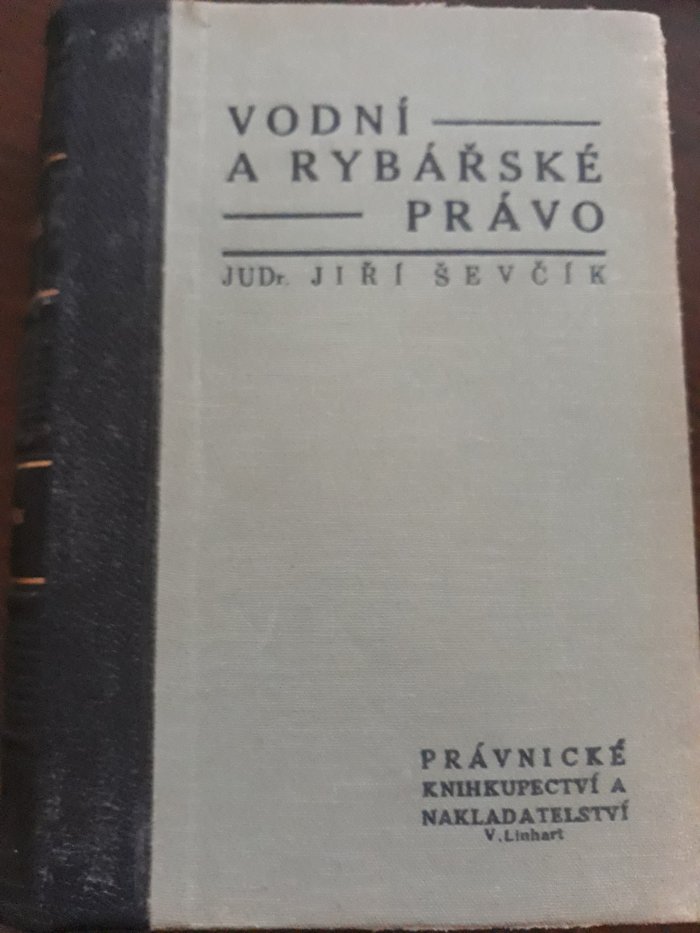 VODNÍ
A RYBÁŘSKÉ
PRÁVO
JUDr. JIŘÍ ŠEVČÍK
PRÁVNICKÉ
KNIHKUPECTVÍ A
NAKLADATELSTVÍ
V. Linhart